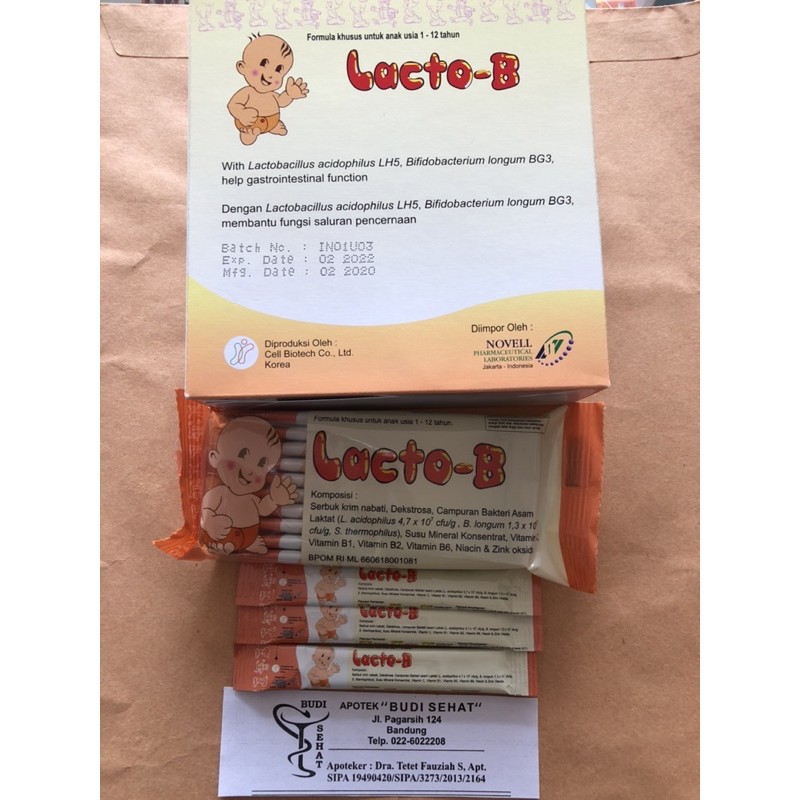 Formula khusus untuk anak usia 1 - 12 tahun
Lacto-B
With Lactobacillus acidophilus LH5, Bifidobacterium longum BG3,
help gastrointestinal function
Dengan Lactobacillus acidophilus LH5, Bifidobacterium longum BG3,
membantu fungsi saluran pencernaan
Batch No. : IN01U03
Exp. Date : 02 2022
Mfg. Date : 02 2020
Diproduksi Oleh :
Cell Biotech Co., Ltd.
Korea
Diimpor Oleh :
NOVELL
PHARMACEUTICAL
LABORATORIES
Jakarta - Indonesia
Formula khusus untuk anak usia 1 - 12 tahun.
Lacto-B
Komposisi :
Serbuk krim nabati, Dekstrosa, Campuran Bakteri Asam
Laktat (L. acidophilus 4,7 x 10⁷ cfu/g , B. longum 1,3 x 10
cfu/g, S. thermophilus), Susu Mineral Konsentrat, Vitamin
Vitamin B1, Vitamin B2, Vitamin B6, Niacin & Zink oksid
BPOM RI ML 660618001081
Lacto-B
Lacto-B
Lacto-B
BUDI
SEHAT
APOTEK "BUDI SEHAT"
Jl. Pagarsih 124
Bandung
Telp. 022-6022208
Apoteker : Dra. Tetet Fauziah S, Apt.
SIPA 19490420/SIPA/3273/2013/2164